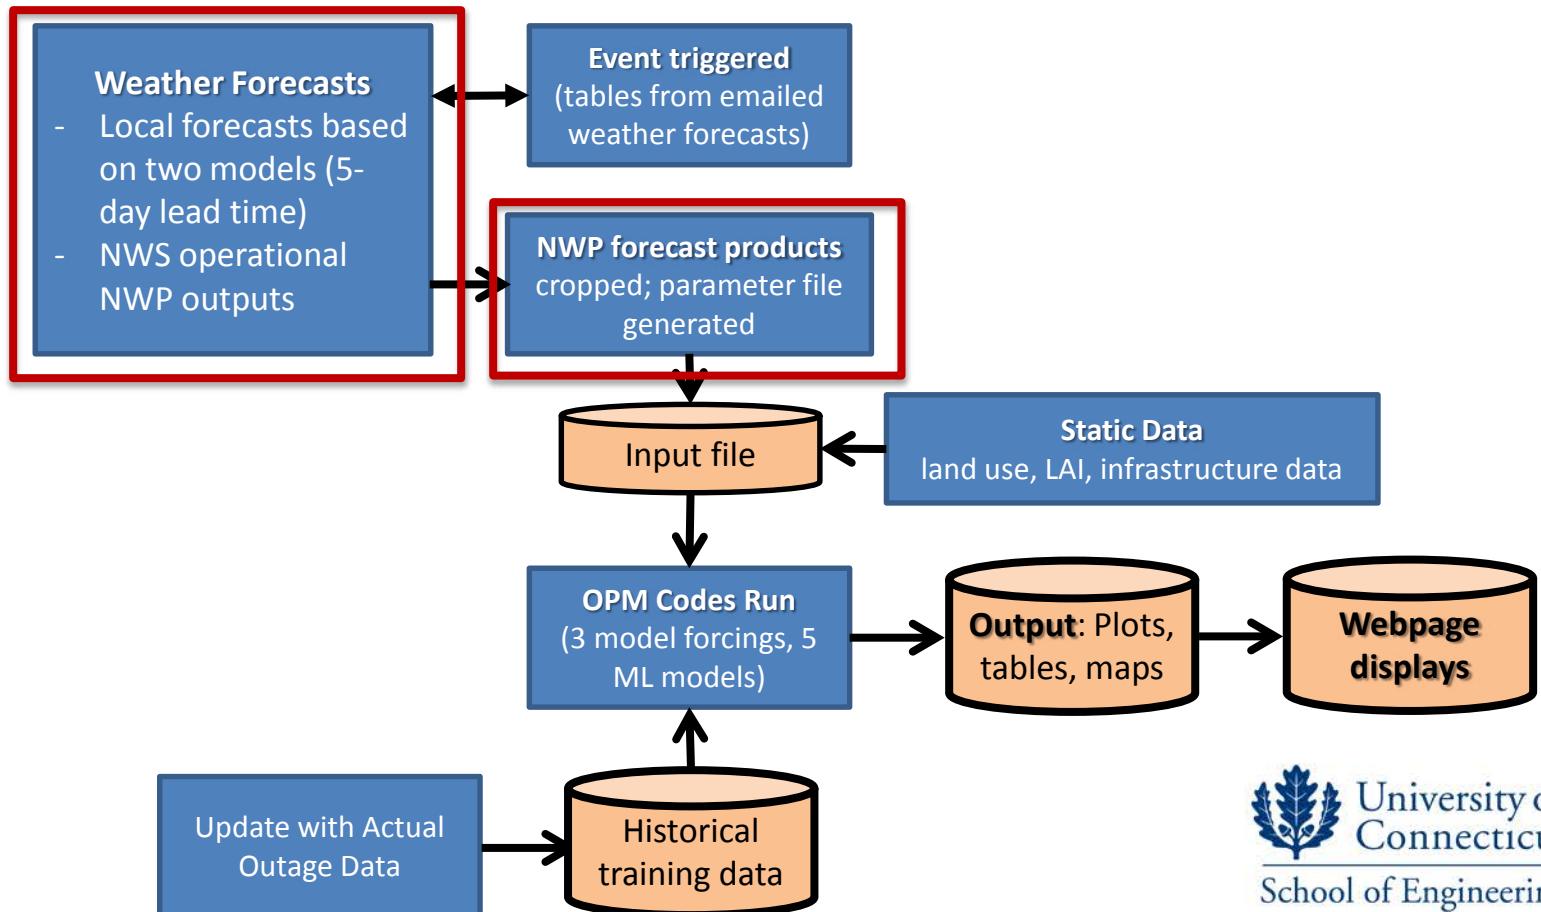 Weather Forecasts
- Local forecasts based
on two models (5-
day lead time)
- NWS operational
NWP outputs
Event triggered
(tables from emailed
weather forecasts)
NWP forecast products
cropped; parameter file
generated
Input file
Static Data
land use, LAI, infrastructure data
OPM Codes Run
(3 model forcings, 5
ML models)
Output: Plots,
tables, maps
Webpage
displays
Update with Actual
Outage Data
Historical
training data
University o
Connecticu
School of Engineerin